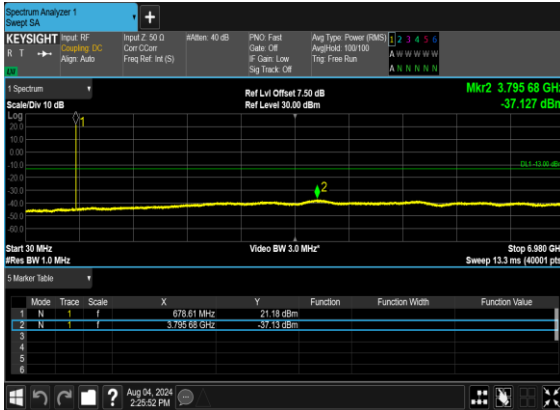 Spectrum Analyzer 1
Swept SA
+
KEYSIGHT Input: RF Input Z: 50 Ω #Atten: 40 dB PNO: Fast Avg Type: Power (RMS) 1 2 3 4 5 6
R T Coupling: DC Corr CCorr Gate: Off Avg|Hold: 100/100 A W W W W W
Align: Auto Freq Ref: Int (S) IF Gain: Low Trig: Free Run
LXI Sig Track: Off A N N N N N
1 Spectrum Ref Lvl Offset 7.50 dB Mkr2 3.795 68 GHz
Scale/Div 10 dB Ref Level 30.00 dBm -37.127 dBm
Log
20.0
10.0
0.00
-10.0
-20.0
-30.0
-40.0
-50.0
-60.0
1
DL1 -13.00 dBm
2
Start 30 MHz Video BW 3.0 MHz* Stop 6.980 GHz
#Res BW 1.0 MHz Sweep 13.3 ms (40001 pts)
5 Marker Table
Mode Trace Scale X Y Function Function Width Function Value
1 N 1 f 678.61 MHz 21.18 dBm
2 N 1 f 3.795 68 GHz -37.13 dBm
3
4
5
6
Aug 04, 2024
2:25:52 PM